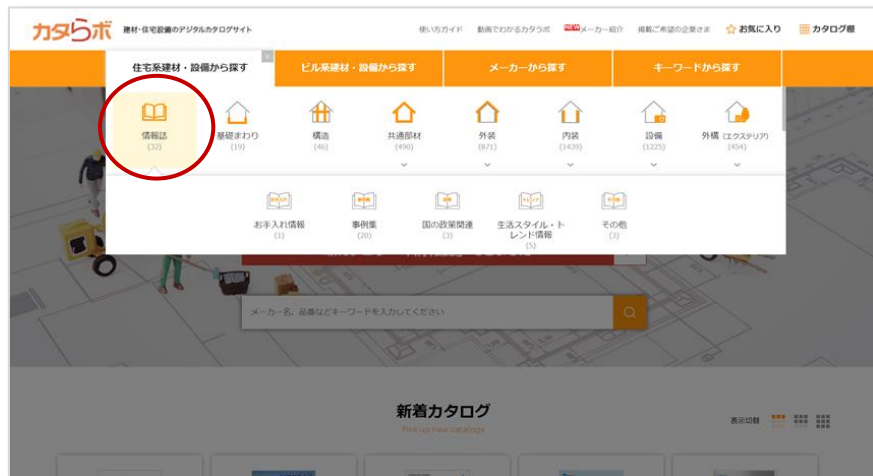 カタらボ 建材・住宅設備のデジタルカタログサイト
使い方ガイド 動画でわかるカタラボ NEW メーカー紹介 掲載ご希望の企業さま お気に入り カタログ棚
住宅系建材・設備から探す ビル系建材・設備から探す メーカーから探す キーワードから探す
情報誌 基礎まわり 構造 共通部材 外装 内装 設備 外構（エクステリア）
(32) (19) (46) (490) (871) (1439) (1225) (454)
お手入れ情報 事例集 国の政策関連 生活スタイル・ト その他
レンド情報
(1) (20) (3) (5) (3)
メーカー名、品番などキーワードを入力してください
新着カタログ
Pick up new catalogs
表示切替